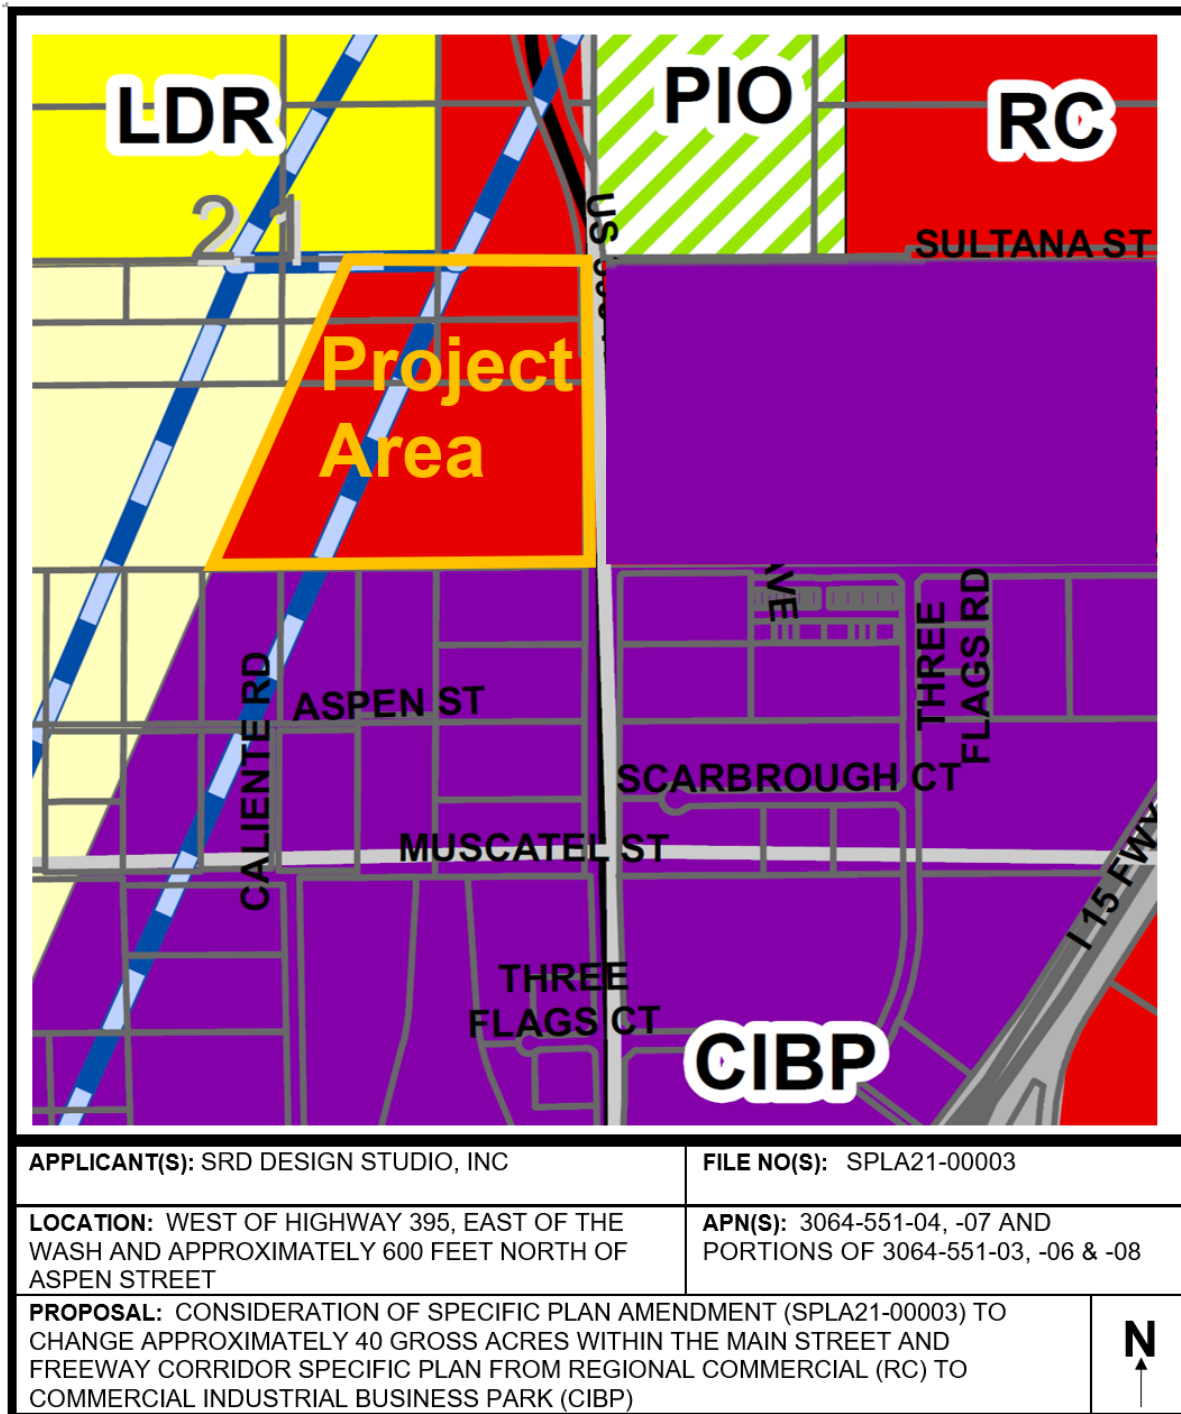 LDR
PIO
RC
21
US
SULTANA ST
Project
Area
AVE
THREE
FLAGS RD
CALIENTE RD
ASPEN ST
SCARBROUGH CT
MUSCATEL ST
I 15 FWY
THREE
FLAGS CT
CIBP
APPLICANT(S): SRD DESIGN STUDIO, INC
FILE NO(S): SPLA21-00003
LOCATION: WEST OF HIGHWAY 395, EAST OF THE
WASH AND APPROXIMATELY 600 FEET NORTH OF
ASPEN STREET
APN(S): 3064-551-04, -07 AND
PORTIONS OF 3064-551-03, -06 & -08
PROPOSAL: CONSIDERATION OF SPECIFIC PLAN AMENDMENT (SPLA21-00003) TO
CHANGE APPROXIMATELY 40 GROSS ACRES WITHIN THE MAIN STREET AND
FREEWAY CORRIDOR SPECIFIC PLAN FROM REGIONAL COMMERCIAL (RC) TO
COMMERCIAL INDUSTRIAL BUSINESS PARK (CIBP)
N